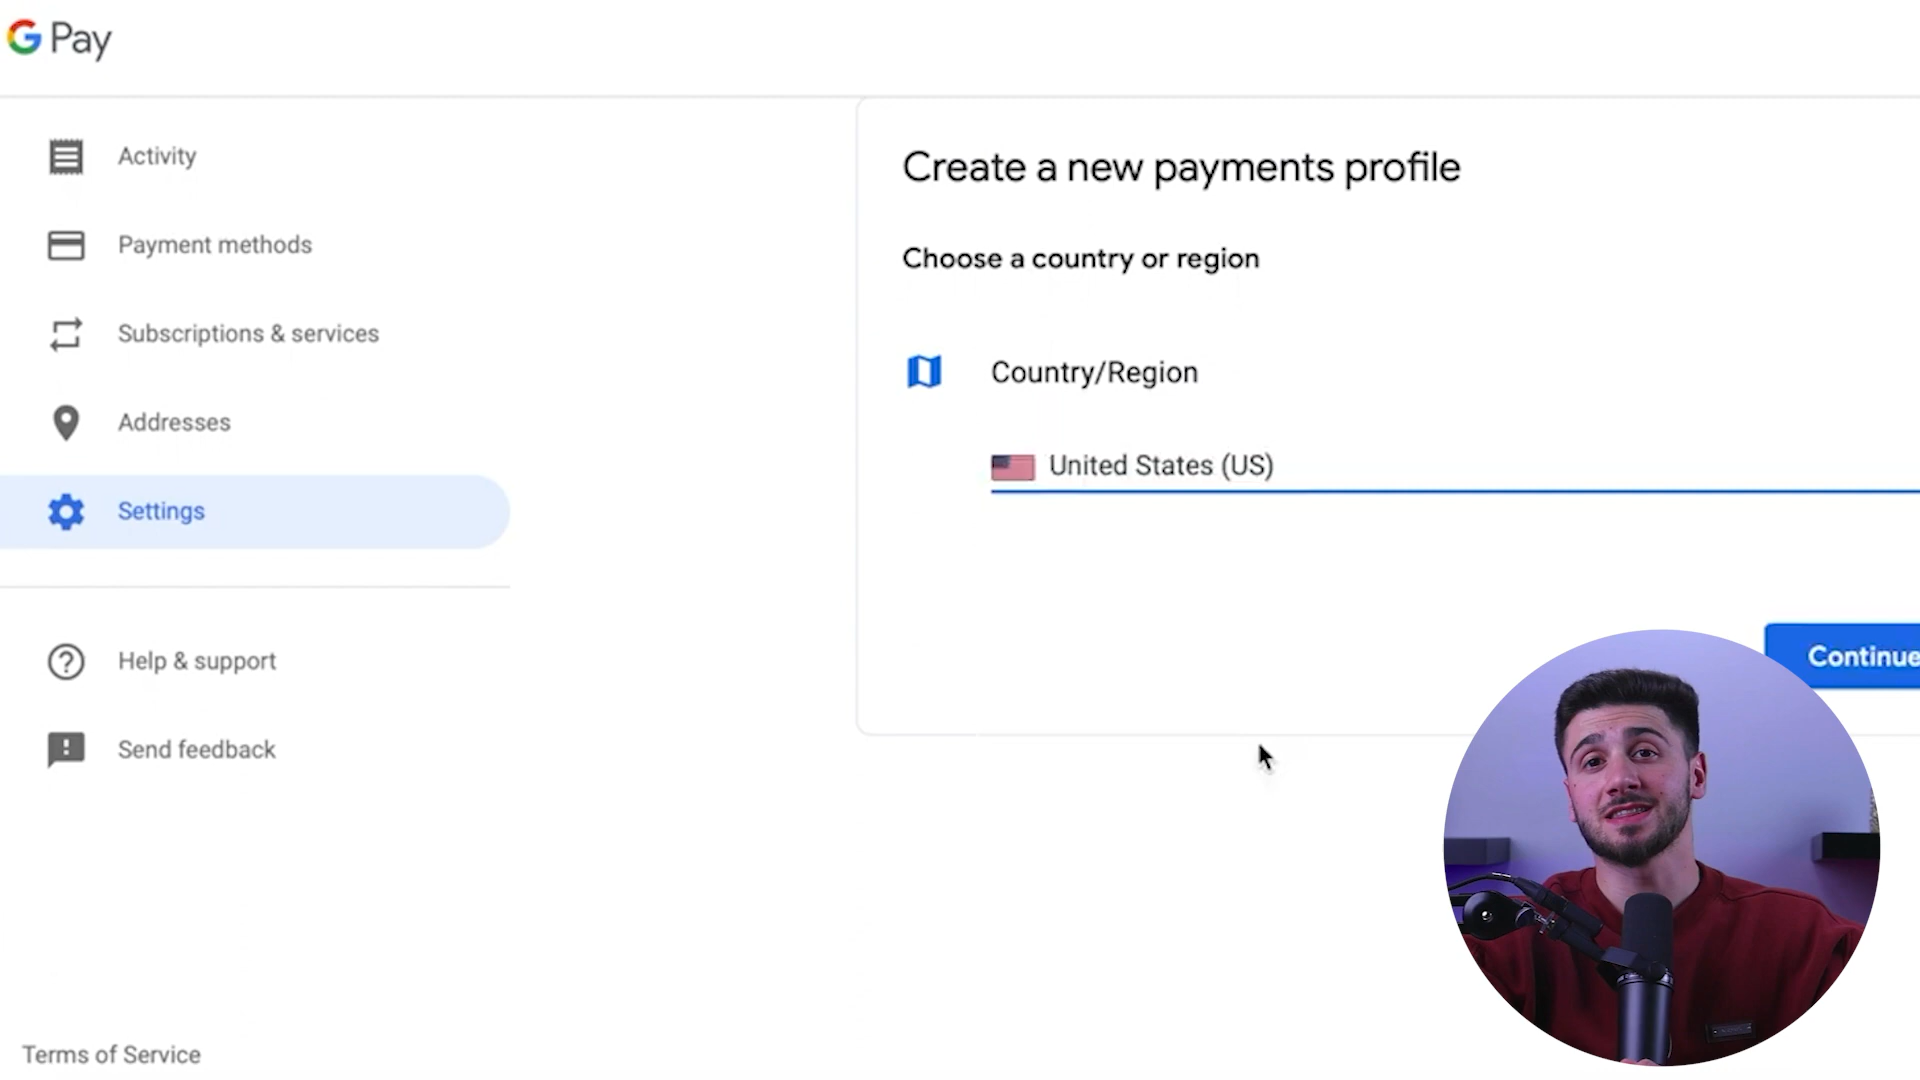 G Pay
Activity
Payment methods
Subscriptions & services
Addresses
Settings
Help & support
Send feedback
Terms of Service
Create a new payments profile
Choose a country or region
Country/Region
United States (US)
Continue